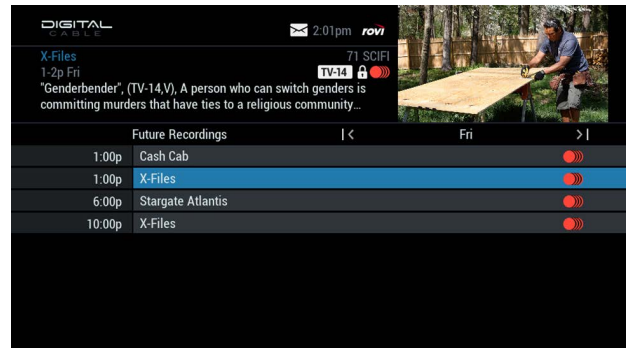 DIGITAL
CABLE
2:01pm rovi
X-Files 71 SCIFI
1-2p Fri TV-14
"Genderbender", (TV-14,V), A person who can switch genders is
committing murders that have ties to a religious community...
Future Recordings |< Fri >|
1:00p Cash Cab
1:00p X-Files
6:00p Stargate Atlantis
10:00p X-Files